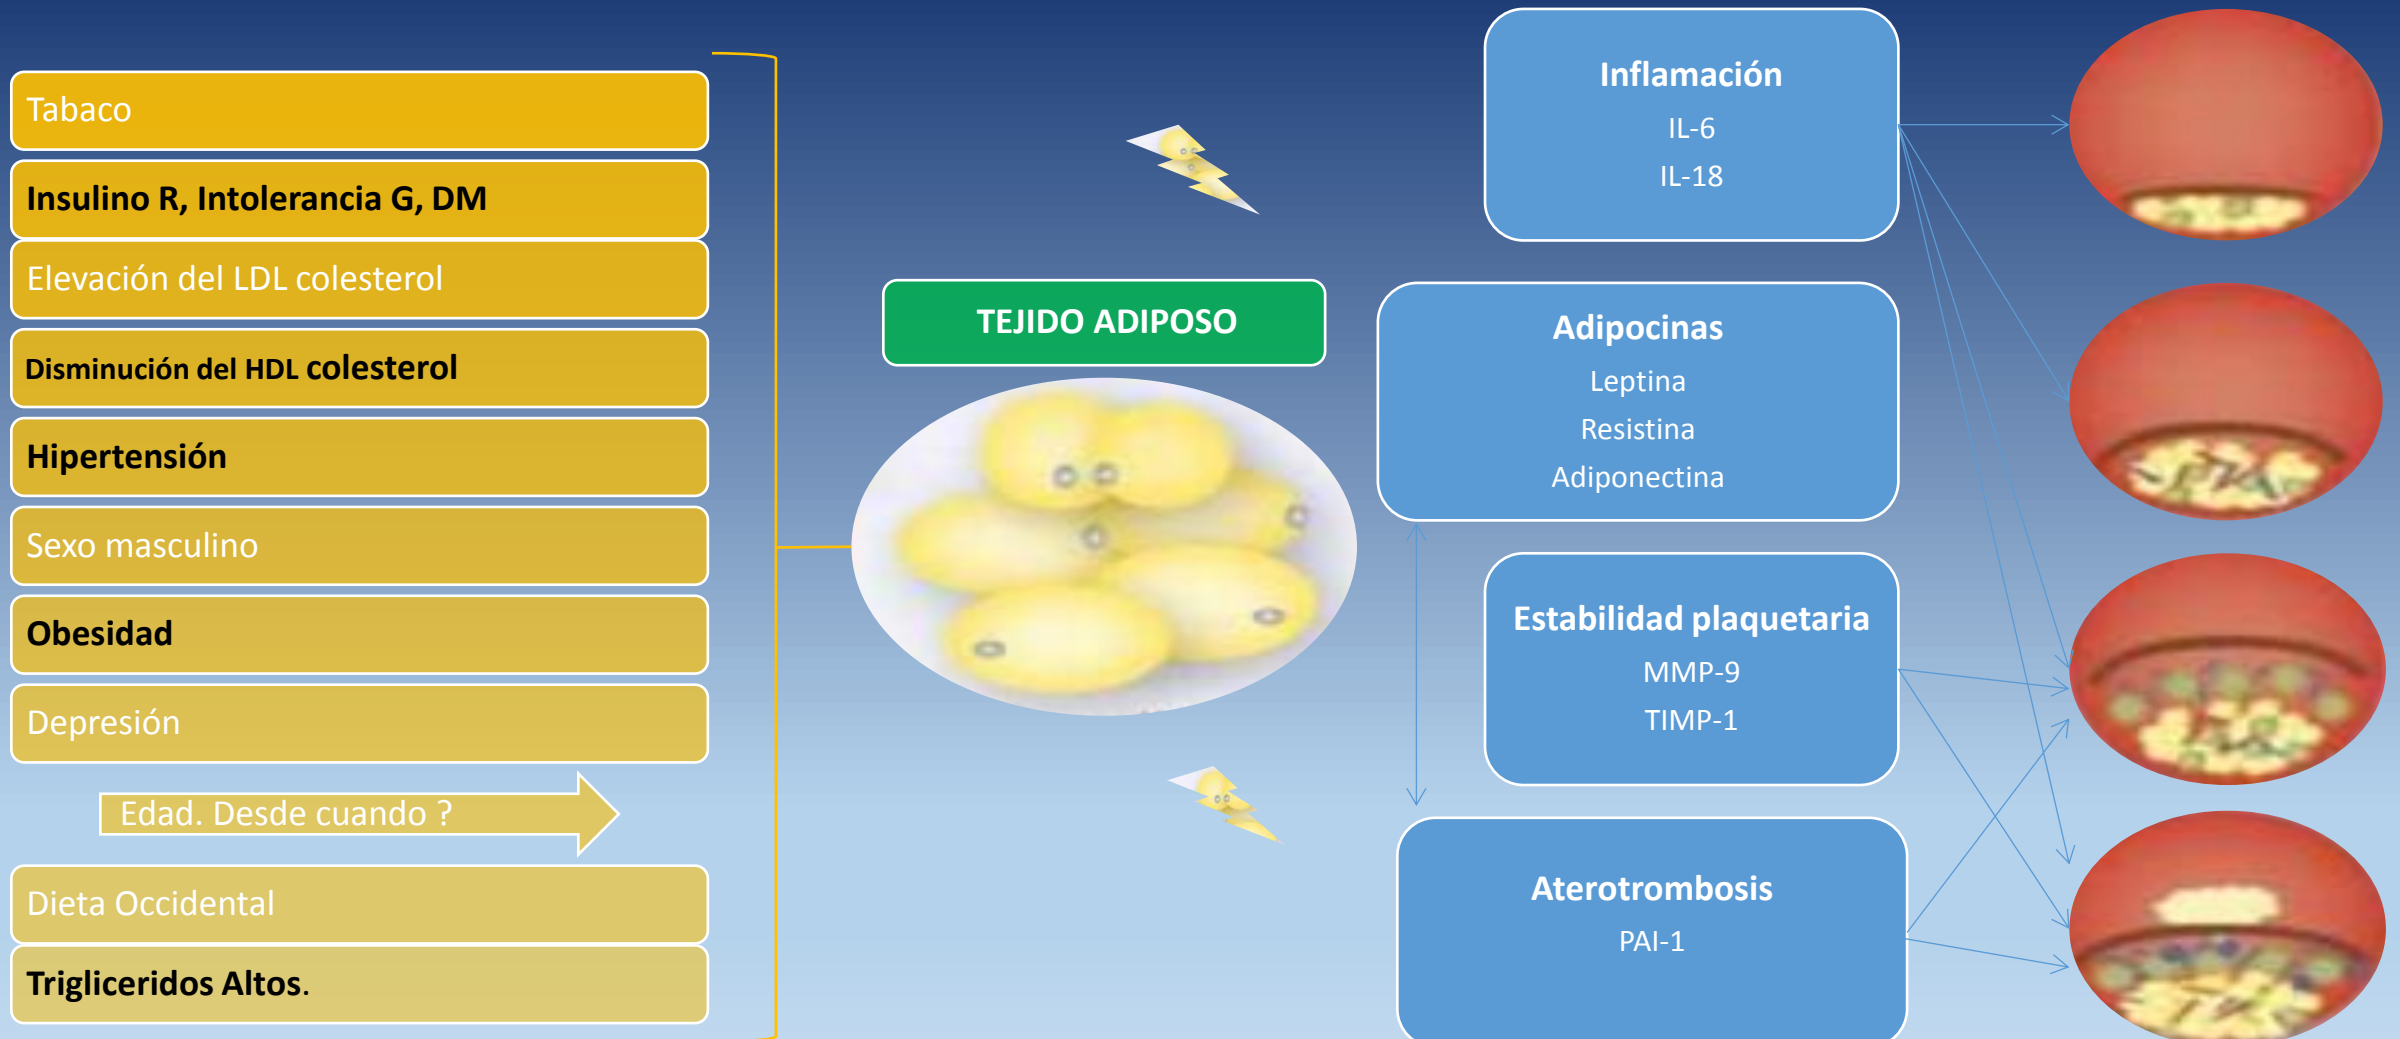 Tabaco
Insulino R, Intolerancia G, DM
Elevación del LDL colesterol
Disminución del HDL colesterol
Hipertensión
Sexo masculino
Obesidad
Depresión
Edad. Desde cuando ?
Dieta Occidental
Trigliceridos Altos.
TEJIDO ADIPOSO
Inflamación
IL-6
IL-18
Adipocinas
Leptina
Resistina
Adiponectina
Estabilidad plaquetaria
MMP-9
TIMP-1
Aterotrombosis
PAI-1